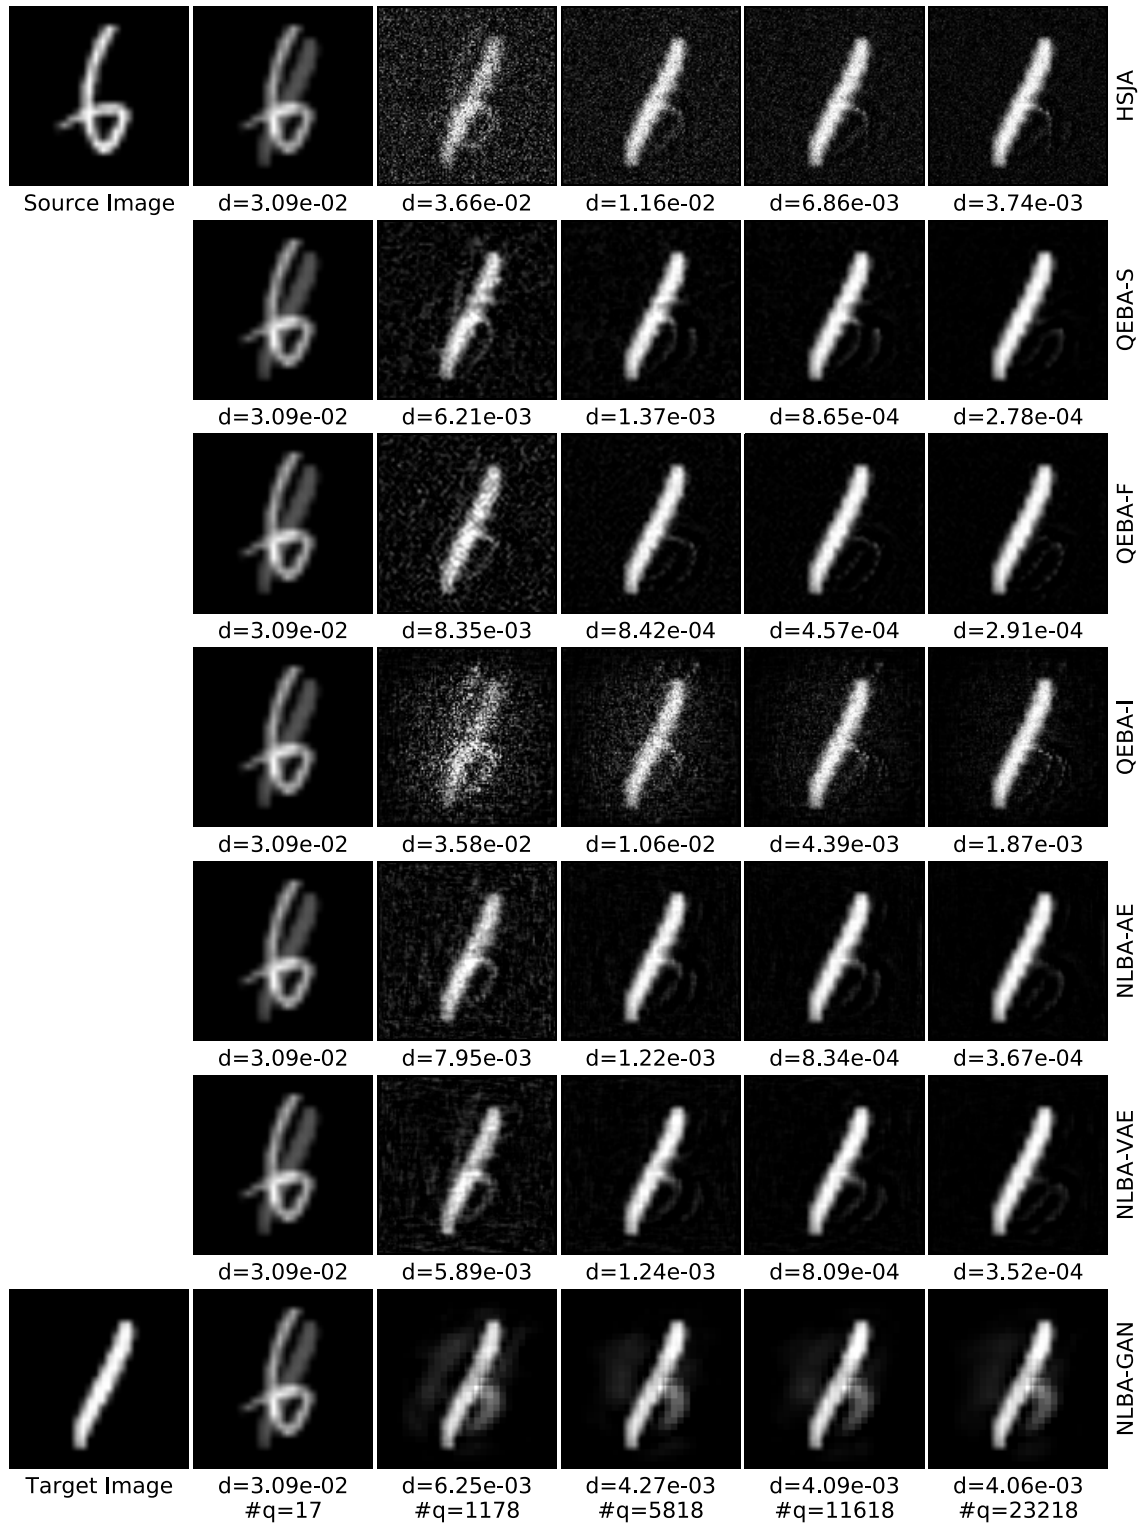 HSJA
Source Image d=3.09e-02 d=3.66e-02 d=1.16e-02 d=6.86e-03 d=3.74e-03
QEBA-S
d=3.09e-02 d=6.21e-03 d=1.37e-03 d=8.65e-04 d=2.78e-04
QEBA-F
d=3.09e-02 d=8.35e-03 d=8.42e-04 d=4.57e-04 d=2.91e-04
QEBA-I
d=3.09e-02 d=3.58e-02 d=1.06e-02 d=4.39e-03 d=1.87e-03
NLBA-AE
d=3.09e-02 d=7.95e-03 d=1.22e-03 d=8.34e-04 d=3.67e-04
NLBA-VAE
d=3.09e-02 d=5.89e-03 d=1.24e-03 d=8.09e-04 d=3.52e-04
NLBA-GAN
Target Image d=3.09e-02 d=6.25e-03 d=4.27e-03 d=4.09e-03 d=4.06e-03
#q=17 #q=1178 #q=5818 #q=11618 #q=23218